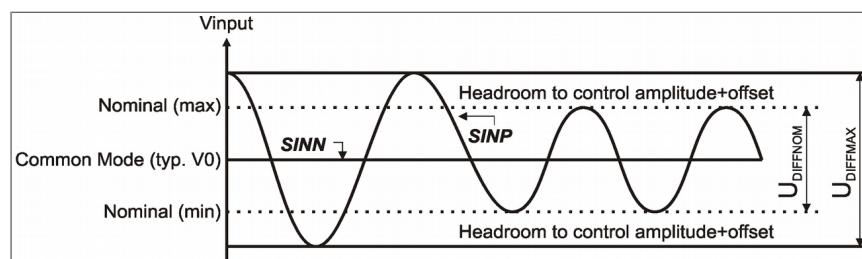 Vinput
Headroom to control amplitude+offset
Nominal (max)
SINN
SINP
Common Mode (typ. V0)
Nominal (min)
Headroom to control amplitude+offset
UDIFFNOM
UDIFFMAX